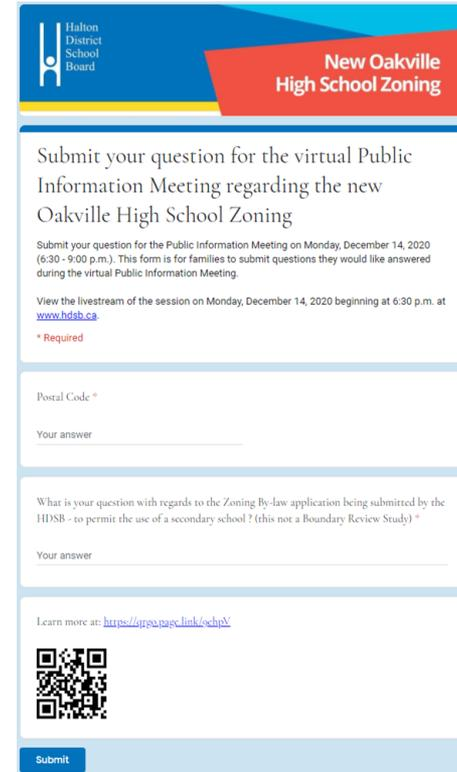 Halton
District
School
Board
New Oakville
High School Zoning
Submit your question for the virtual Public
Information Meeting regarding the new
Oakville High School Zoning
Submit your question for the Public Information Meeting on Monday, December 14, 2020
(6:30 - 9:00 p.m.). This form is for families to submit questions they would like answered
during the virtual Public Information Meeting.
View the livestream of the session on Monday, December 14, 2020 beginning at 6:30 p.m. at
www.hdsb.ca.
* Required
Postal Code *
Your answer
What is your question with regards to the Zoning By-law application being submitted by the
HDSB - to permit the use of a secondary school ? (this not a Boundary Review Study) *
Your answer
Learn more at: https://qrgo.page.link/9chpV
Submit